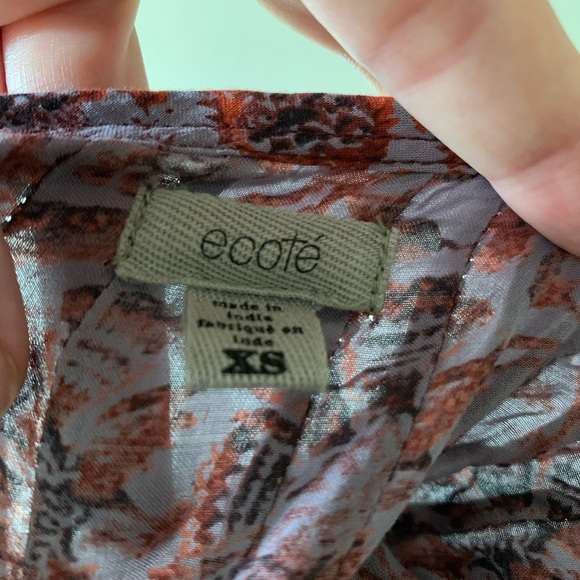 ecoté
Made in
India
Fabriqué en
Inde
XS